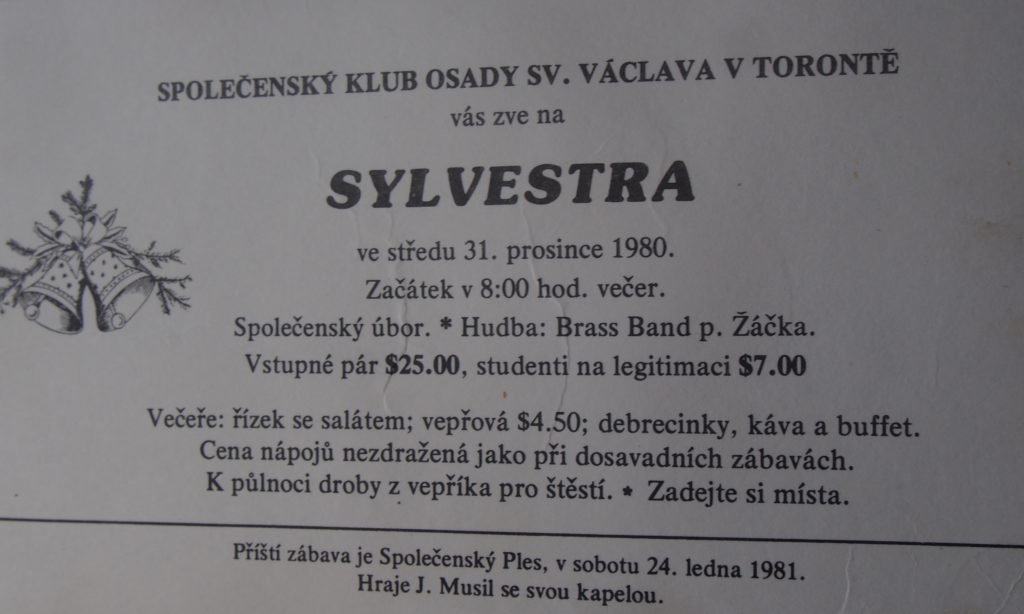 SPOLEČENSKÝ KLUB OSADY SV. VÁCLAVA V TORONTĚ
vás zve na
SYLVESTRA
ve středu 31. prosince 1980.
Začátek v 8:00 hod. večer.
Společenský úbor. * Hudba: Brass Band p. Žáčka.
Vstupné pár $25.00, studenti na legitimaci $7.00
Večeře: řízek se salátem; vepřová $4.50; debrecinky, káva a buffet.
Cena nápojů nezdražená jako při dosavadních zábavách.
K půlnoci droby z vepříka pro štěstí. * Zadejte si místa.
Příští zábava je Společenský Ples, v sobotu 24. ledna 1981.
Hraje J. Musil se svou kapelou.